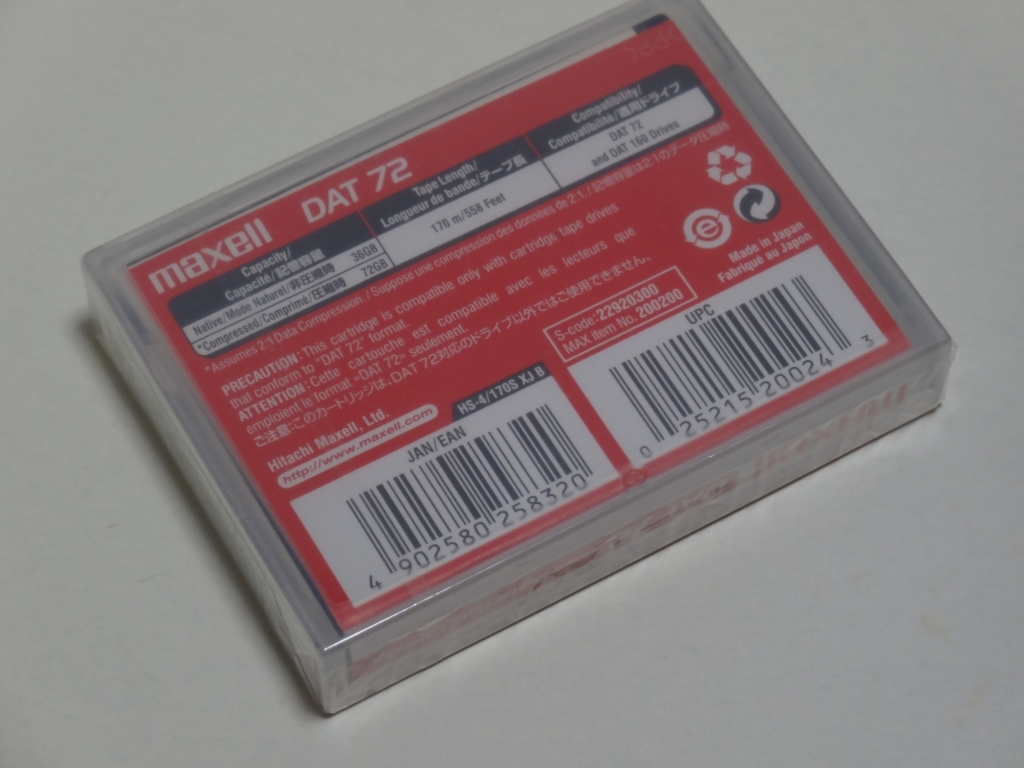 maxell DAT 72
Capacity/
Capacité/記憶容量
Native/Mode Naturel/非圧縮時 36GB
*Compressed/Comprimé/圧縮時 72GB
Tape Length/
Longueur de bande/テープ長
170 m/558 Feet
Compatibility/
Compatibilité/適用ドライブ
DAT 72
and DAT 160 Drives
*Assumes 2:1 Data Compression. / Suppose une compression des données de 2:1. / 記憶容量は2:1のデータ圧縮時
PRECAUTION: This cartridge is compatible only with cartridge tape drives
that conform to "DAT 72" format.
ATTENTION: Cette cartouche est compatible avec les lecteurs que
emploient le format «DAT 72» seulement.
ご注意:このカートリッジは、DAT 72対応のドライブ以外ではご使用できません。
Hitachi Maxell, Ltd.
http://www.maxell.com
Made in Japan
Fabriqué au Japon
S-code:22920300
MAX Item No. 200200
HS-4/170S XJ B
JAN/EAN
4 902580 258320
UPC
0 25215 20024 3